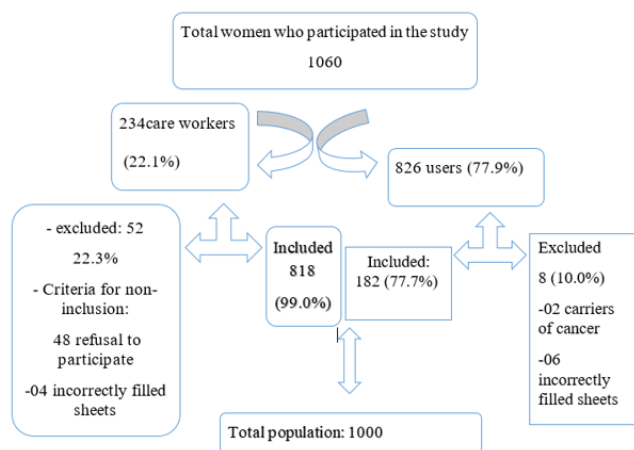 Total women who participated in the study
1060
234care workers
(22.1%)
826 users (77.9%)
- excluded: 52
22.3%
- Criteria for non-
inclusion:
48 refusal to
participate
-04 incorrectly filled
sheets
Included
818
(99.0%)
Included:
182 (77.7%)
Excluded
8 (10.0%)
-02 carriers
of cancer
-06
incorrectly
filled sheets
Total population: 1000